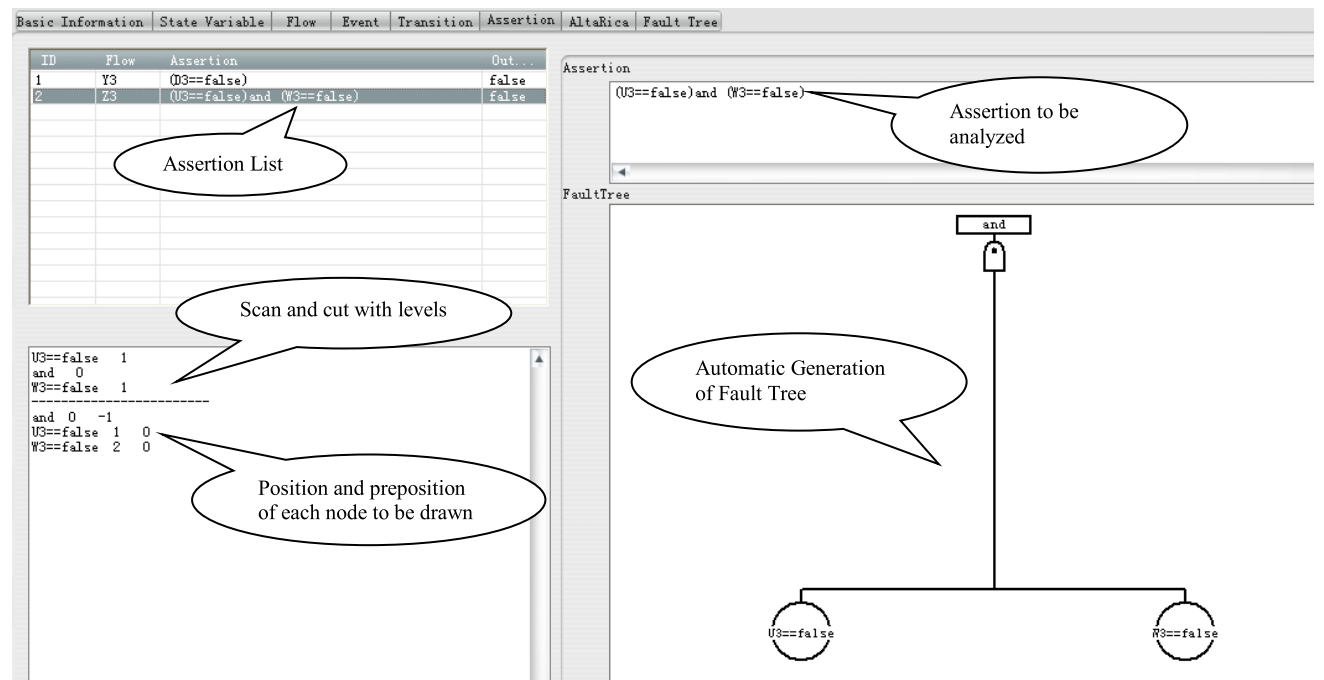 Basic Information State Variable Flow Event Transition Assertion AltaRica Fault Tree
ID Flow Assertion Out...
1 Y3 (D3==false) false
2 Z3 (U3==false)and (W3==false) false
Assertion List
Scan and cut with levels
U3==false 1
and 0
W3==false 1
-------------------------
and 0 -1
U3==false 1 0
W3==false 2 0
Position and preposition
of each node to be drawn
Assertion
(U3==false)and (W3==false)
Assertion to be
analyzed
FaultTree
and
Automatic Generation
of Fault Tree
U3==false
W3==false